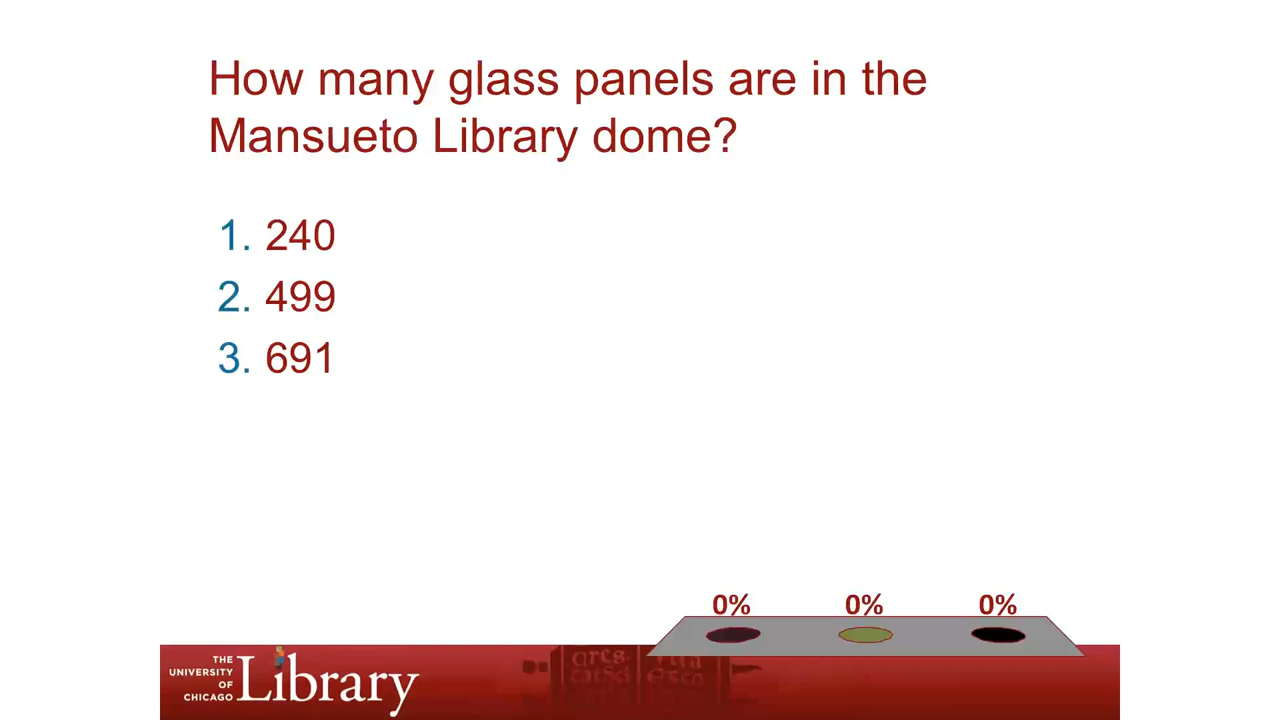 How many glass panels are in the
Mansueto Library dome?
1. 240
2. 499
3. 691
0% 0% 0%
THE
UNIVERSITY
OF
CHICAGO
Library